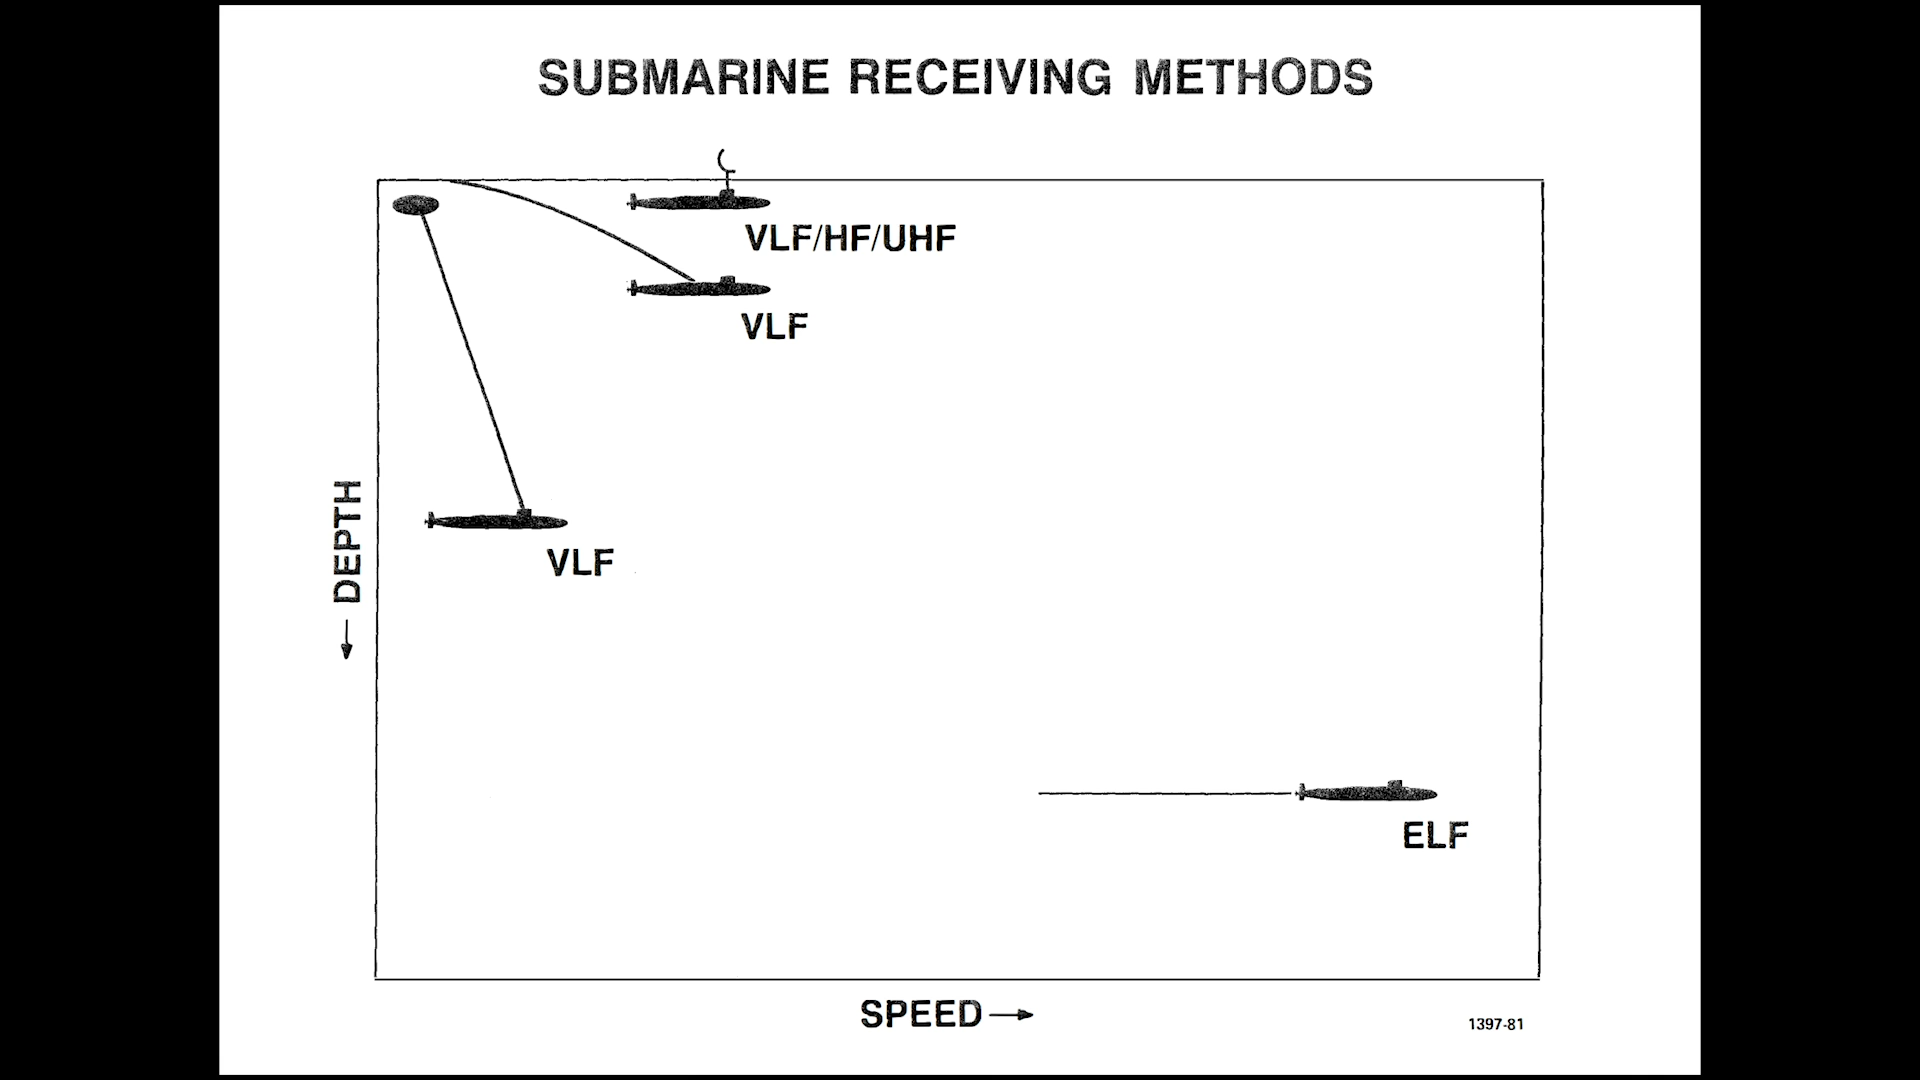 SUBMARINE RECEIVING METHODS
VLF/HF/UHF
VLF
VLF
DEPTH
ELF
SPEED
1397-81